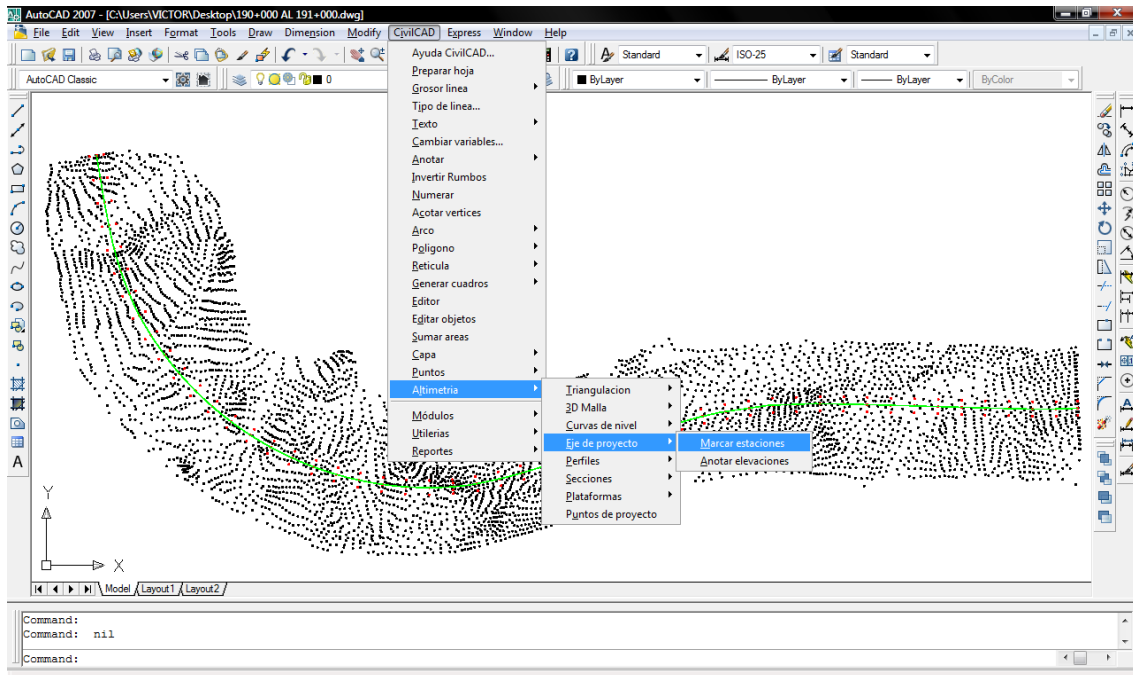 AutoCAD 2007 - [C:\Users\VICTOR\Desktop\190+000 AL 191+000.dwg]
File Edit View Insert Format Tools Draw Dimension Modify CivilCAD Express Window Help
Standard ISO-25 Standard
AutoCAD Classic 0 ByLayer ByLayer ByLayer ByColor
Ayuda CivilCAD...
Preparar hoja
Grosor linea
Tipo de linea...
Texto
Cambiar variables...
Anotar
Invertir Rumbos
Numerar
Acotar vertices
Arco
Poligono
Reticula
Generar cuadros
Editor
Editar objetos
Sumar areas
Capa
Puntos
Altimetria
Módulos
Utilerias
Reportes
Triangulacion
3D Malla
Curvas de nivel
Eje de proyecto
Perfiles
Secciones
Plataformas
Puntos de proyecto
Marcar estaciones
Anotar elevaciones
A
Y
X
Model Layout1 Layout2
Command:
Command: nil
Command: